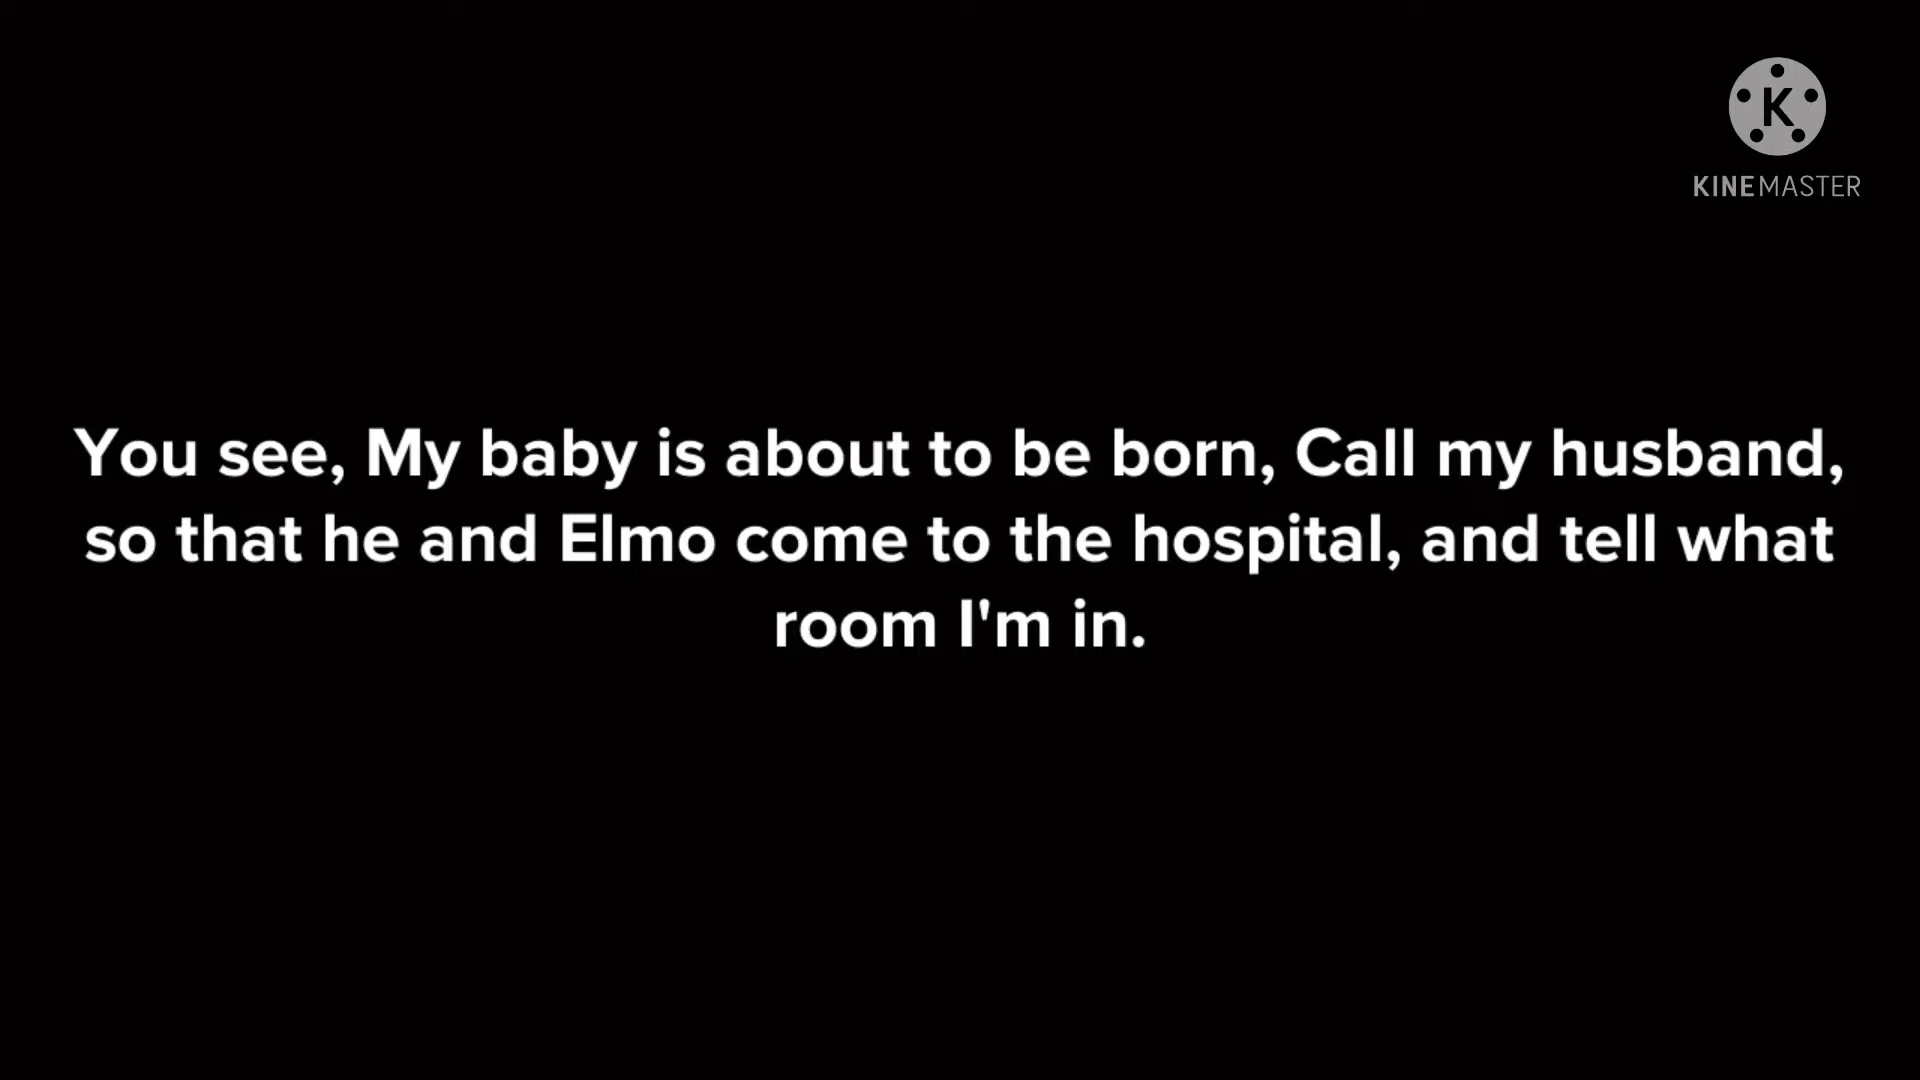 K
KINEMASTER
You see, My baby is about to be born, Call my husband,
so that he and Elmo come to the hospital, and tell what
room I'm in.